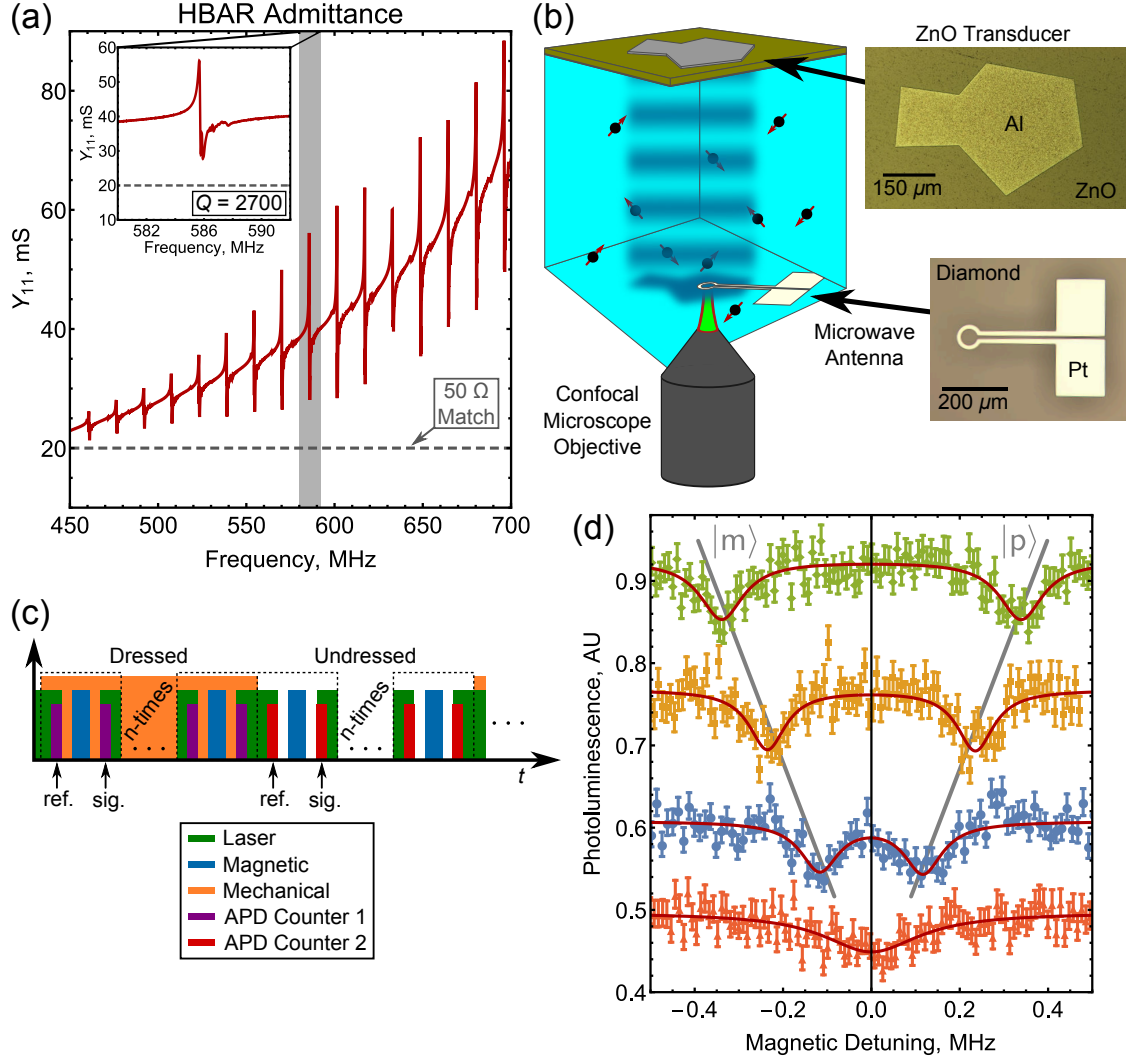 (a)
HBAR Admittance
Y11, mS
80
60
40
20
450
500
550
600
650
700
Frequency, MHz
60
50
40
30
20
10
Y11, mS
582
586
590
Frequency, MHz
Q = 2700
50 Ω
Match
(b)
ZnO Transducer
Al
150 µm
ZnO
Diamond
Pt
200 µm
Microwave
Antenna
Confocal
Microscope
Objective
(c)
Dressed
Undressed
n-times
n-times
. . .
. . .
. . .
t
ref.
sig.
ref.
sig.
Laser
Magnetic
Mechanical
APD Counter 1
APD Counter 2
(d)
|m⟩
|p⟩
Photoluminescence, AU
0.9
0.8
0.7
0.6
0.5
0.4
−0.4
−0.2
0.0
0.2
0.4
Magnetic Detuning, MHz